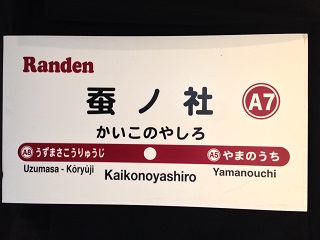 Randen
蚕ノ社
A7
かいこのやしろ
A8 うずまさこうりゅうじ
A5 やまのうち
Uzumasa - Kōryūji
Kaikonoyashiro
Yamanouchi